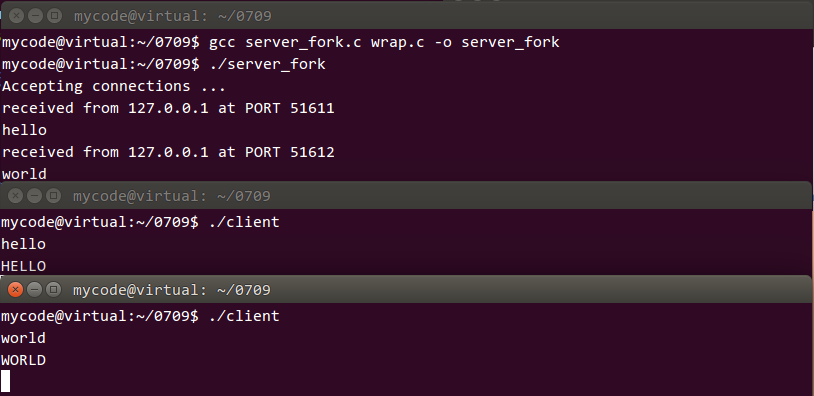 mycode@virtual: ~/0709
mycode@virtual:~/0709$ gcc server_fork.c wrap.c -o server_fork
mycode@virtual:~/0709$ ./server_fork
Accepting connections ...
received from 127.0.0.1 at PORT 51611
hello
received from 127.0.0.1 at PORT 51612
world
mycode@virtual: ~/0709
mycode@virtual:~/0709$ ./client
hello
HELLO
mycode@virtual: ~/0709
mycode@virtual:~/0709$ ./client
world
WORLD